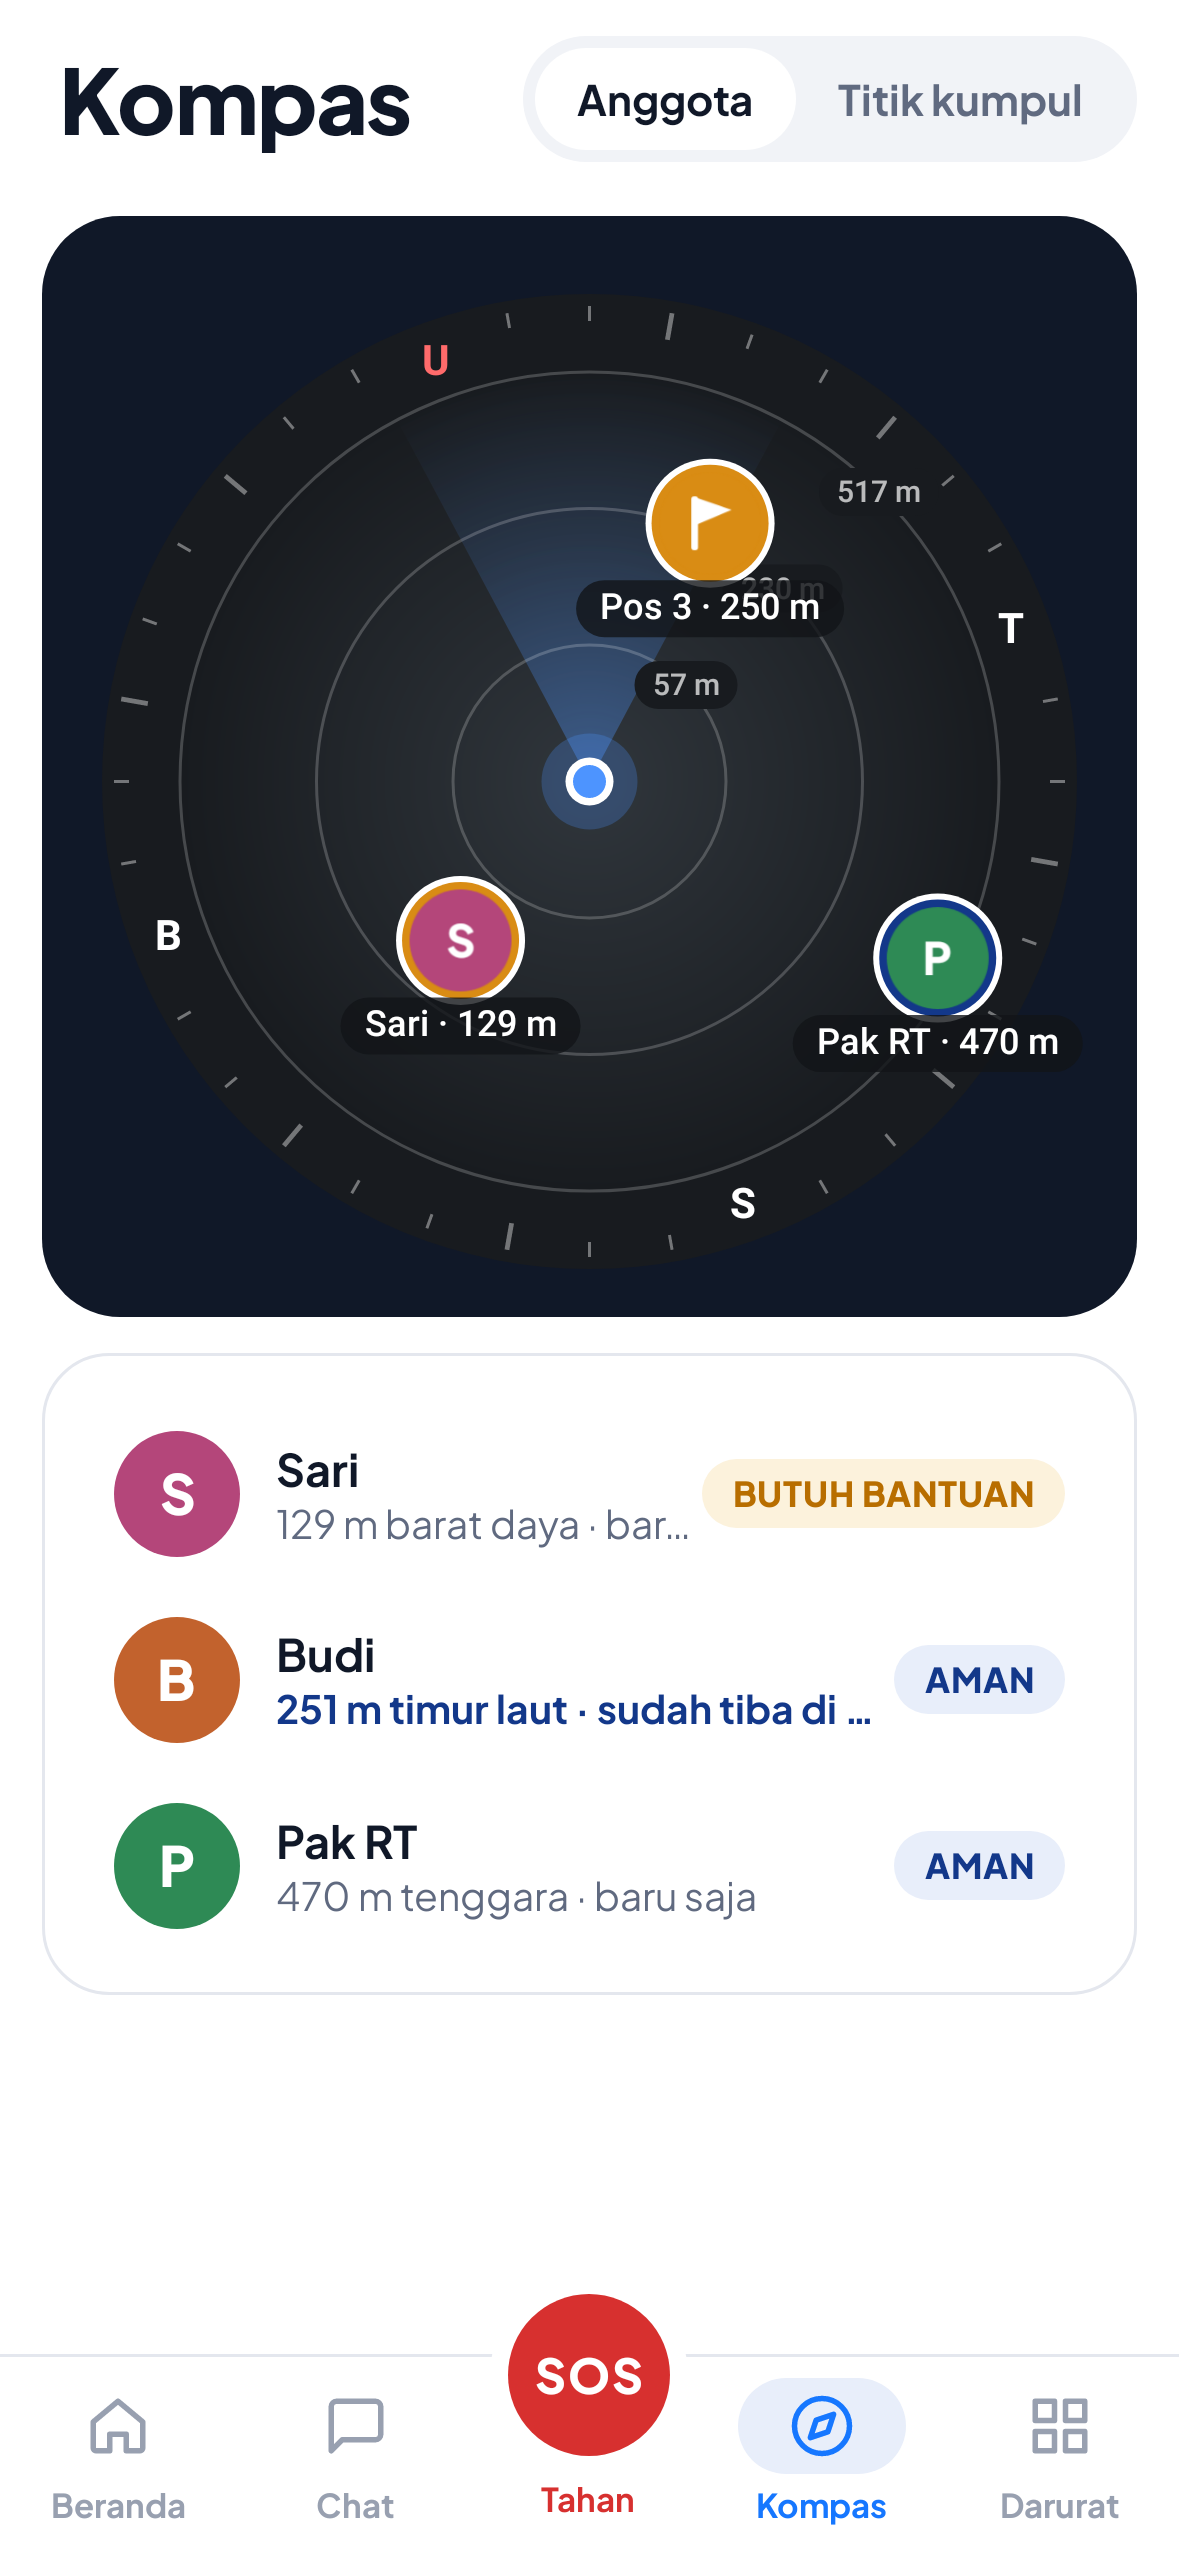 Kompas
Anggota
Titik kumpul
U
517 m
230 m
Pos 3 · 250 m
T
57 m
B
S
Sari · 129 m
P
Pak RT · 470 m
S
S
Sari
129 m barat daya · bar...
BUTUH BANTUAN
B
Budi
251 m timur laut · sudah tiba di ...
AMAN
P
Pak RT
470 m tenggara · baru saja
AMAN
SOS
Beranda
Chat
Tahan
Kompas
Darurat